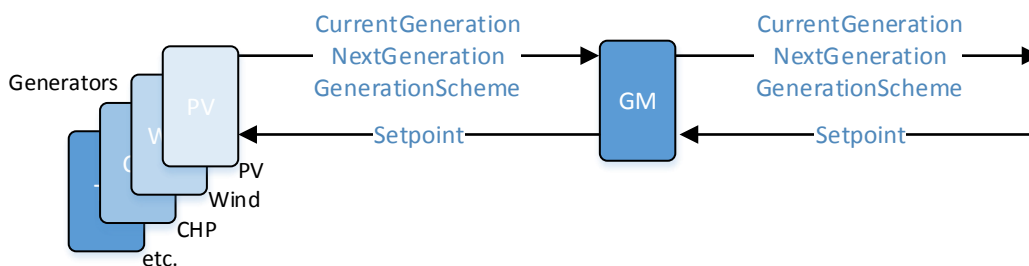 CurrentGeneration
NextGeneration
GenerationScheme
CurrentGeneration
NextGeneration
GenerationScheme
Generators
PV
GM
Setpoint
Setpoint
PV
Wind
CHP
etc.